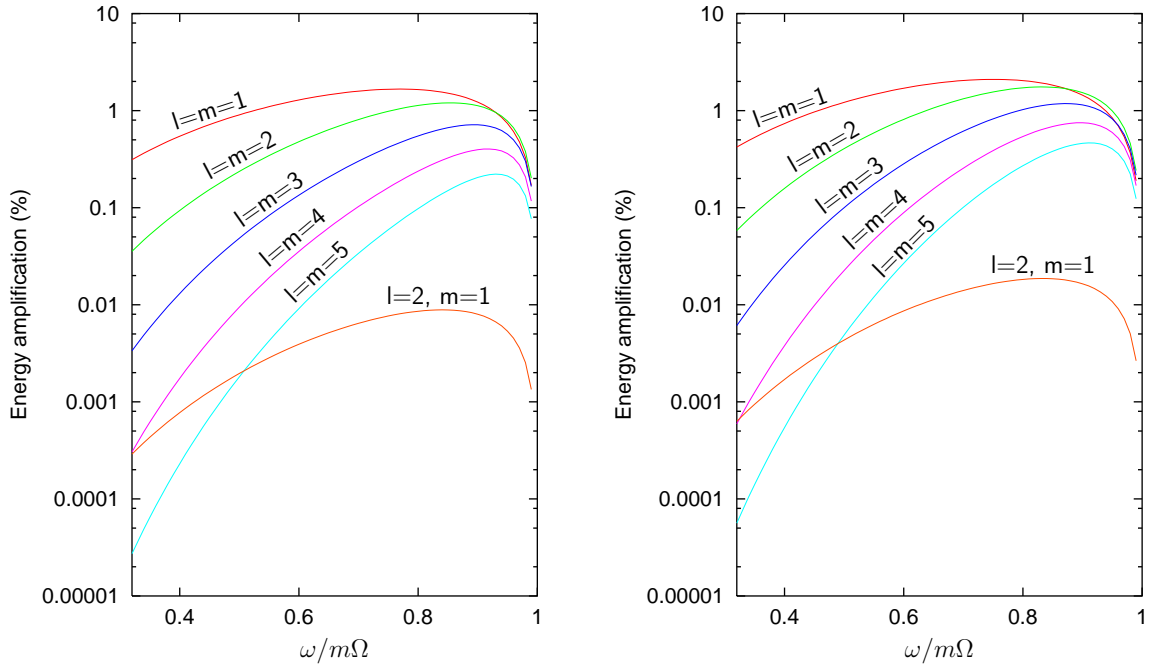 10
1
0.1
0.01
0.001
0.0001
0.00001
Energy amplification (%)
l=m=1
l=m=2
l=m=3
l=m=4
l=m=5
l=2, m=1
0.4
0.6
0.8
1
ω/mΩ
10
1
0.1
0.01
0.001
0.0001
0.00001
Energy amplification (%)
l=m=1
l=m=2
l=m=3
l=m=4
l=m=5
l=2, m=1
0.4
0.6
0.8
1
ω/mΩ